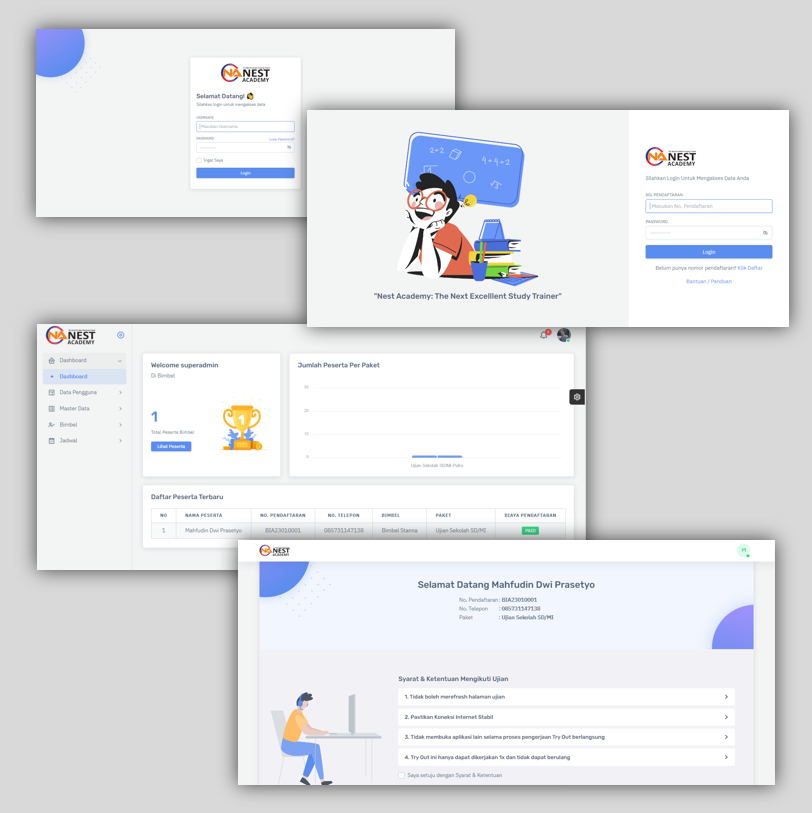 NEST
ACADEMY
Selamat Datang!
Silahkan login untuk mengakses data
USERNAME
Masukan Username
PASSWORD
Lupa Password?
Ingat Saya
Login
2+2
4+4÷2
"Nest Academy: The Next Excelllent Study Trainer"
NEST
ACADEMY
Silahkan Login Untuk Mengakses Data Anda
NO. PENDAFTARAN
Masukan No. Pendaftaran
PASSWORD
Login
Belum punya nomor pendaftaran? Klik Daftar
Bantuan / Panduan
NEST
ACADEMY
Dashboard
Dashboard
Data Pengguna
Master Data
Bimbel
Jadwal
Welcome superadmin
Di Bimbel
1
Total Peserta Bimbel
Lihat Peserta
1
Jumlah Peserta Per Paket
30
20
10
0
Ujian Sekolah SD/MI Paket
Daftar Peserta Terbaru
NO NAMA PESERTA NO. PENDAFTARAN NO. TELEPON BIMBEL PAKET BIAYA PENDAFTARAN
1 Mahfudin Dwi Prasetyo BIA23010001 085731147138 Bimbel Stanna Ujian Sekolah SD/MI PAID
NEST
ACADEMY
M
Selamat Datang Mahfudin Dwi Prasetyo
No. Pendaftaran : BIA23010001
No. Telepon : 085731147138
Paket : Ujian Sekolah SD/MI
Syarat & Ketentuan Mengikuti Ujian
1. Tidak boleh merefresh halaman ujian
2. Pastikan Koneksi Internet Stabil
3. Tidak membuka aplikasi lain selama proses pengerjaan Try Out berlangsung
4. Try Out ini hanya dapat dikerjakan 1x dan tidak dapat berulang
Saya setuju dengan Syarat & Ketentuan